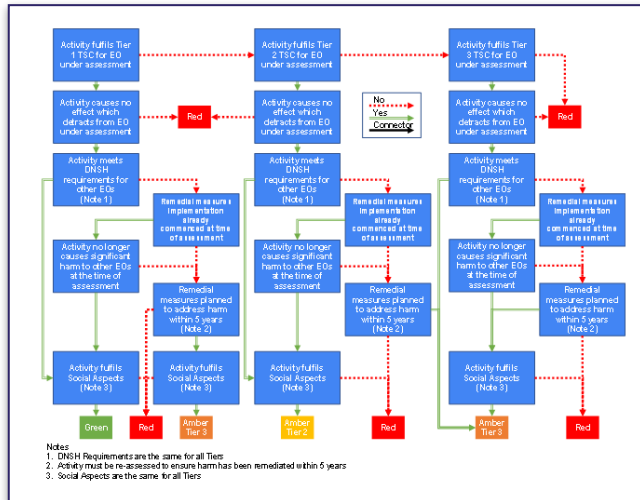 Activity fulfils Tier
1 TSC for EO
under assessment
Activity fulfils Tier
2 TSC for EO
under assessment
Activity fulfils Tier
3 TSC for EO
under assessment
Activity causes no
effect which
detracts from EO
under assessment
Red
Activity causes no
effect which
detracts from EO
under assessment
No
Yes
Connector
Activity causes no
effect which
detracts from EO
under assessment
Red
Activity meets
DNSH
requirements for
other EOs
(Note 1)
Activity meets
DNSH
requirements for
other EOs
(Note 1)
Activity meets
DNSH
requirements for
other EOs
(Note 1)
Remedial measures
implementation
already
commenced at time
of assessment
Remedial measures
implementation
already
commenced at time
of assessment
Remedial measures
implementation
already
commenced at time
of assessment
Activity no longer
causes significant
harm to other EOs
at the time of
assessment
Activity no longer
causes significant
harm to other EOs
at the time of
assessment
Activity no longer
causes significant
harm to other EOs
at the time of
assessment
Remedial
measures planned
to address harm
within 5 years
(Note 2)
Remedial
measures planned
to address harm
within 5 years
(Note 2)
Remedial
measures planned
to address harm
within 5 years
(Note 2)
Activity fulfils
Social Aspects
(Note 3)
Activity fulfils
Social Aspects
(Note 3)
Activity fulfils
Social Aspects
(Note 3)
Activity fulfils
Social Aspects
(Note 3)
Green
Red
Amber
Tier 3
Amber
Tier 2
Red
Amber
Tier 3
Red
Notes
1. DNSH Requirements are the same for all Tiers
2. Activity must be re-assessed to ensure harm has been remediated within 5 years
3. Social Aspects are the same for all Tiers